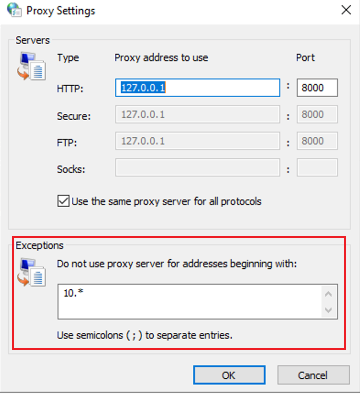 Proxy Settings
Servers
Type Proxy address to use Port
HTTP: 127.0.0.1 : 8000
Secure: 127.0.0.1 : 8000
FTP: 127.0.0.1 : 8000
Socks: :
Use the same proxy server for all protocols
Exceptions
Do not use proxy server for addresses beginning with:
10.*
Use semicolons ( ; ) to separate entries.
OK Cancel